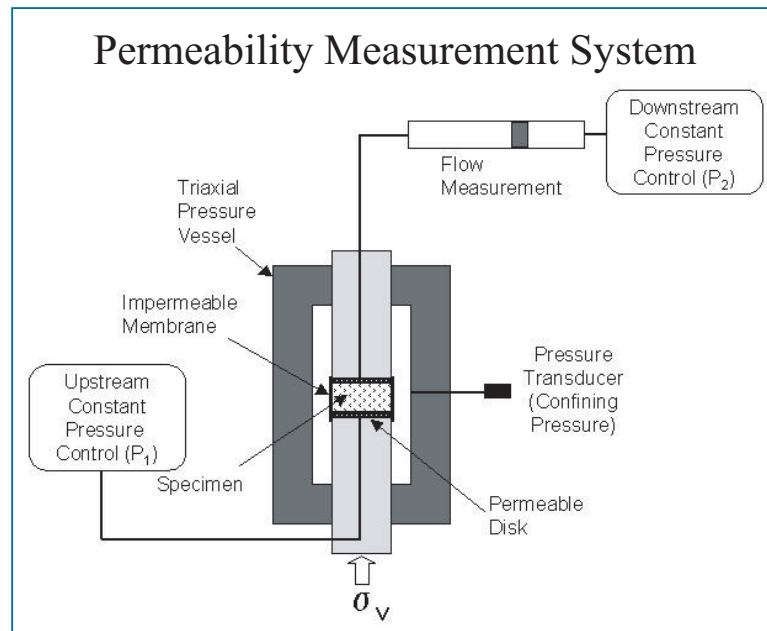 Permeability Measurement System
Downstream
Constant
Pressure
Control (P₂)
Flow
Measurement
Triaxial
Pressure
Vessel
Impermeable
Membrane
Upstream
Constant
Pressure
Control (P₁)
Pressure
Transducer
(Confining
Pressure)
Specimen
Permeable
Disk
σᵥ